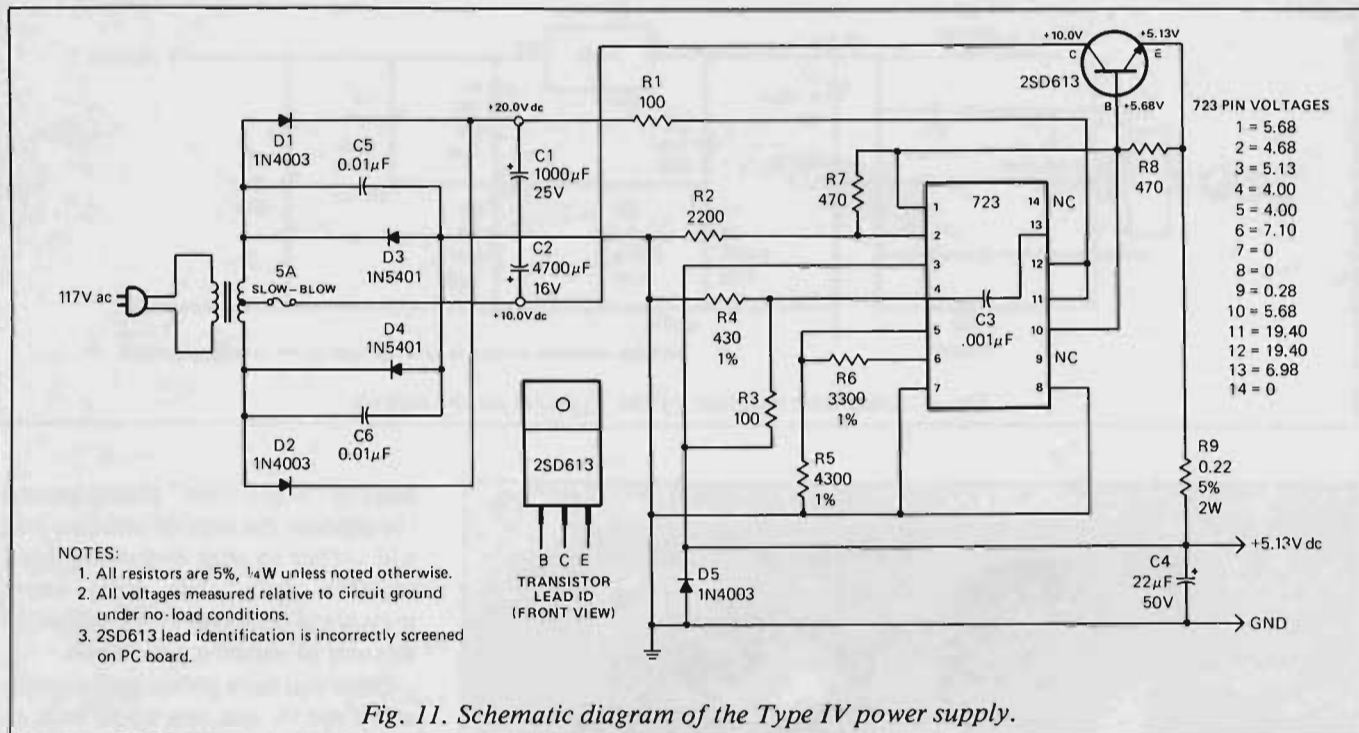 +10.0V
+5.13V
C
E
2SD613
B
+5.68V
D1
1N4003
C5
0.01μF
+20.0V dc
C1
1000μF
25V
R1
100
R7
470
R8
470
R2
2200
D3
1N5401
C2
4700μF
16V
+10.0V dc
5A
SLOW-BLOW
117V ac
D4
1N5401
C6
0.01μF
D2
1N4003
723
1
2
3
4
5
6
7
14
13
12
11
10
9
8
NC
NC
R4
430
1%
C3
.001μF
R3
100
R6
3300
1%
R5
4300
1%
2SD613
B C E
TRANSISTOR
LEAD ID
(FRONT VIEW)
D5
1N4003
R9
0.22
5%
2W
+5.13V dc
C4
22μF
50V
GND
723 PIN VOLTAGES
1 = 5.68
2 = 4.68
3 = 5.13
4 = 4.00
5 = 4.00
6 = 7.10
7 = 0
8 = 0
9 = 0.28
10 = 5.68
11 = 19.40
12 = 19.40
13 = 6.98
14 = 0
NOTES:
1. All resistors are 5%, ¼W unless noted otherwise.
2. All voltages measured relative to circuit ground
under no-load conditions.
3. 2SD613 lead identification is incorrectly screened
on PC board.
Fig. 11. Schematic diagram of the Type IV power supply.